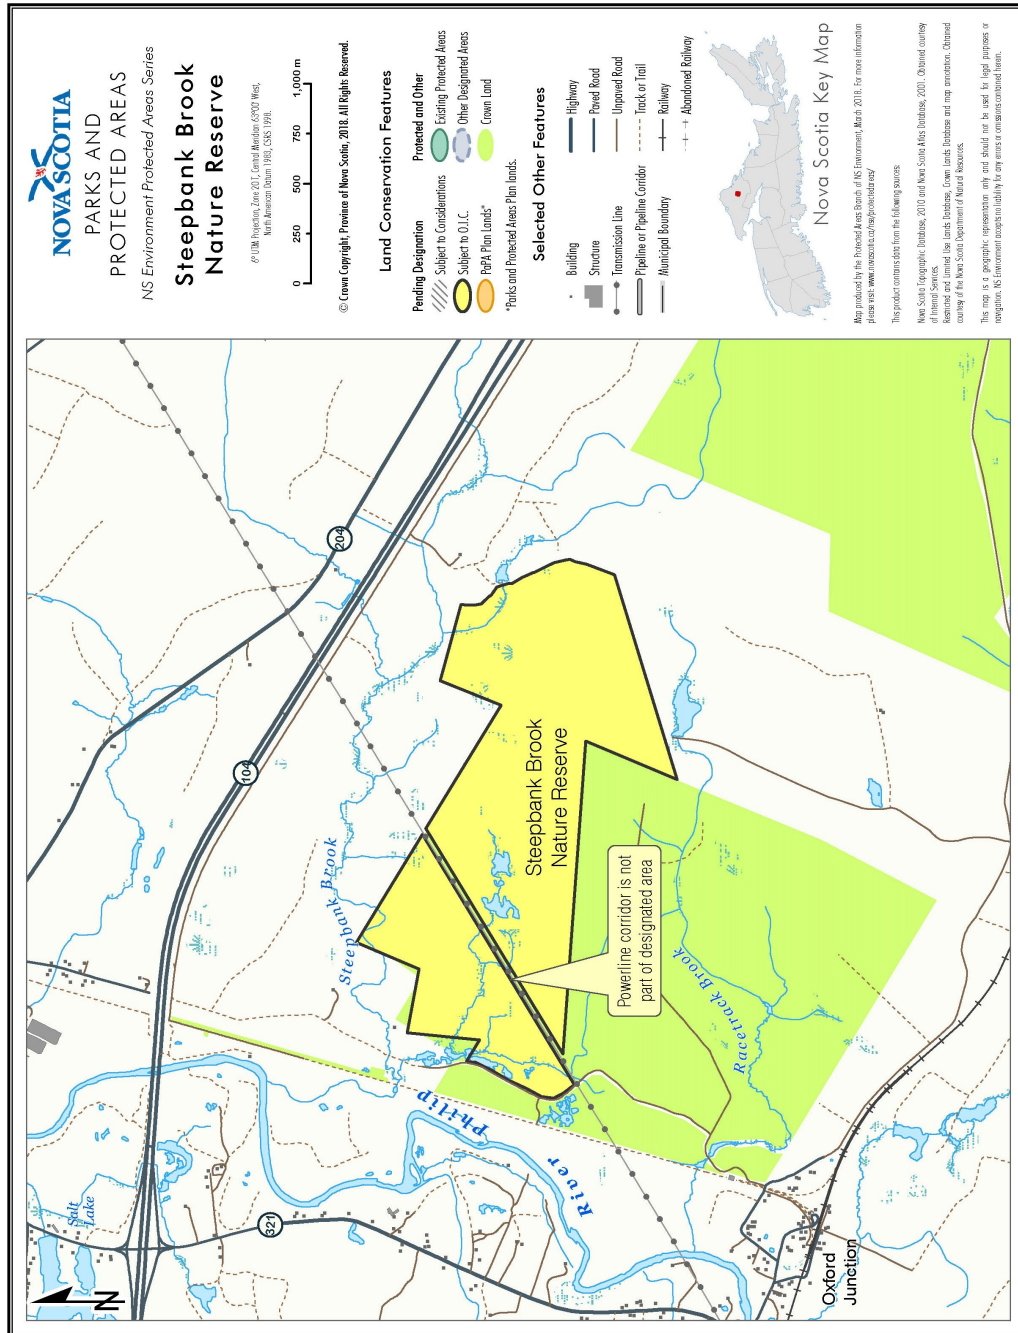 NOVA SCOTIA
PARKS AND
PROTECTED AREAS
NS Environment Protected Areas Series
Steepbank Brook
Nature Reserve
6º UTM Projection, Zone 20 T, Central Meridian 63º00' West,
North American Datum 1983, CSRS 1998.
0 250 500 750 1,000 m
© Crown Copyright, Province of Nova Scotia, 2018. All Rights Reserved.
Land Conservation Features
Pending Designation
Subject to Considerations
Subject to O.I.C.
PaPA Plan Lands*
Protected and Other
Existing Protected Areas
Other Designated Areas
Crown Land
*Parks and Protected Areas Plan lands.
Selected Other Features
Building
Structure
Transmission Line
Pipeline or Pipeline Corridor
Municipal Boundary
Highway
Paved Road
Unpaved Road
Track or Trail
Railway
Abandoned Railway
Nova Scotia Key Map
Map produced by the Protected Areas Branch of NS Environment, March 2018. For more information
please visit: www.novascotia.ca/nse/protectedareas/
This product contains data from the following sources:
Nova Scotia Topographic Database, 2010 and Nova Scotia Atlas Database, 2000. Obtained courtesy
of Internal Services.
Restricted and Limited Use Lands Database, Crown Lands Database and map annotation. Obtained
courtesy of the Nova Scotia Department of Natural Resources.
This map is a geographic representation only and should not be used for legal purposes or
navigation. NS Environment accepts no liability for any errors or omissions contained herein.
N
Salt
Lake
321
104
204
Steepbank Brook
River Philip
Steepbank Brook
Nature Reserve
Powerline corridor is not
part of designated area
Racetrack Brook
Oxford
Junction